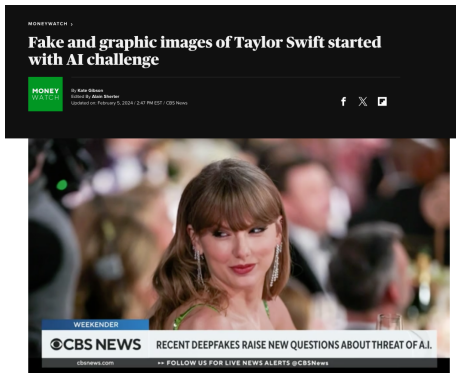 MONEYWATCH >
Fake and graphic images of Taylor Swift started
with AI challenge
MONEY
WATCH
By Kate Gibson
Edited By Alain Sherter
Updated on: February 5, 2024 / 2:47 PM EST / CBS News
WEEKENDER
CBS NEWS
RECENT DEEPFAKES RAISE NEW QUESTIONS ABOUT THREAT OF A.I.
cbsnews.com
▸▸ FOLLOW US FOR LIVE NEWS ALERTS @CBSNews